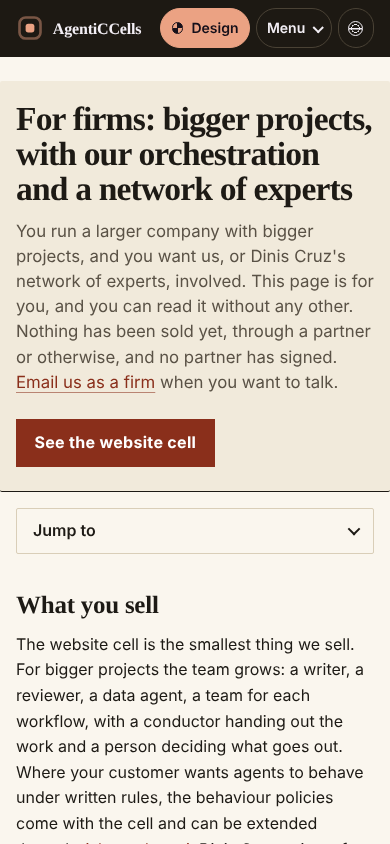 AgentiCCells
Design
Menu
For firms: bigger projects,
with our orchestration
and a network of experts
You run a larger company with bigger
projects, and you want us, or Dinis Cruz's
network of experts, involved. This page is for
you, and you can read it without any other.
Nothing has been sold yet, through a partner
or otherwise, and no partner has signed.
Email us as a firm when you want to talk.
See the website cell
Jump to
What you sell
The website cell is the smallest thing we sell.
For bigger projects the team grows: a writer, a
reviewer, a data agent, a team for each
workflow, with a conductor handing out the
work and a person deciding what goes out.
Where your customer wants agents to behave
under written rules, the behaviour policies
come with the cell and can be extended